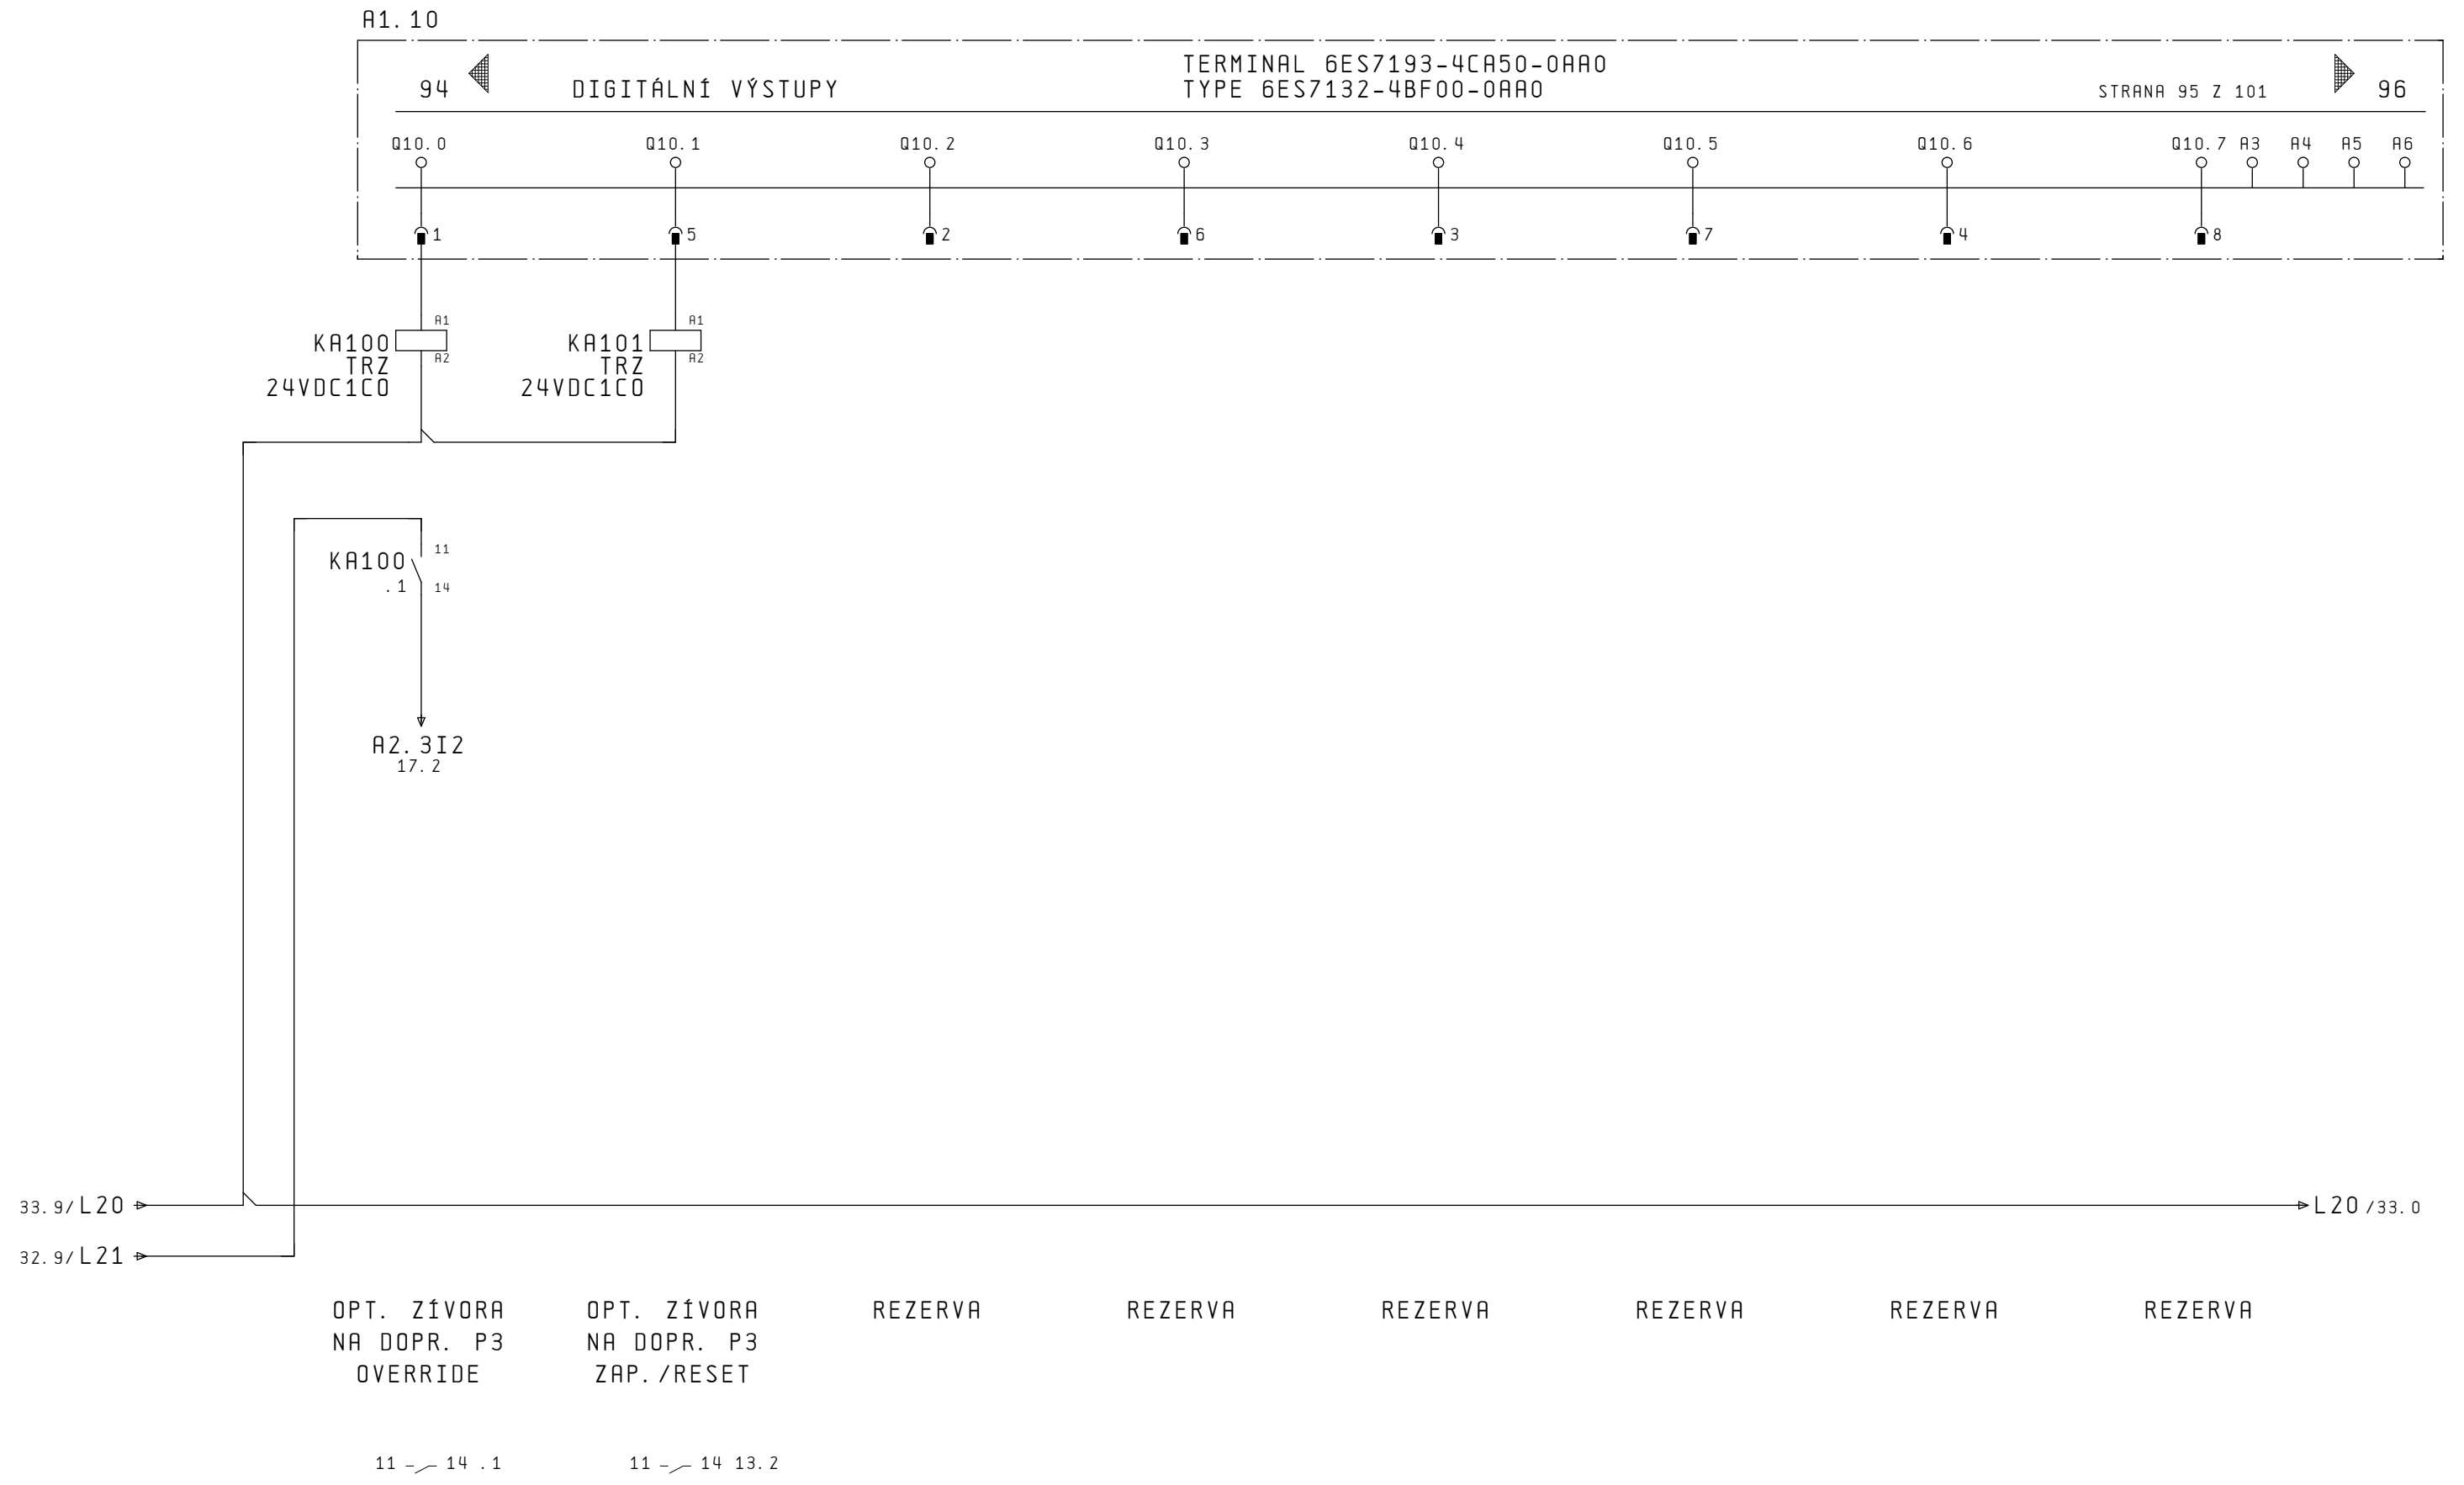 A1.10
TERMINAL 6ES7193-4CA50-0AA0
94 DIGITÁLNÍ VÝSTUPY TYPE 6ES7132-4BF00-0AA0 STRANA 95 Z 101 96
Q10.0 Q10.1 Q10.2 Q10.3 Q10.4 Q10.5 Q10.6 Q10.7 A3 A4 A5 A6
1 5 2 6 3 7 4 8
A1 A1
KA100 KA101
A2 A2
TRZ TRZ
24VDC1CO 24VDC1CO
11
KA100
.1 14
A2.3I2
17.2
33.9/L20 L20/33.0
32.9/L21
OPT. ZÍVORA OPT. ZÍVORA REZERVA REZERVA REZERVA REZERVA REZERVA REZERVA
NA DOPR. P3 NA DOPR. P3
OVERRIDE ZAP./RESET
11 14 .1 11 14 13.2